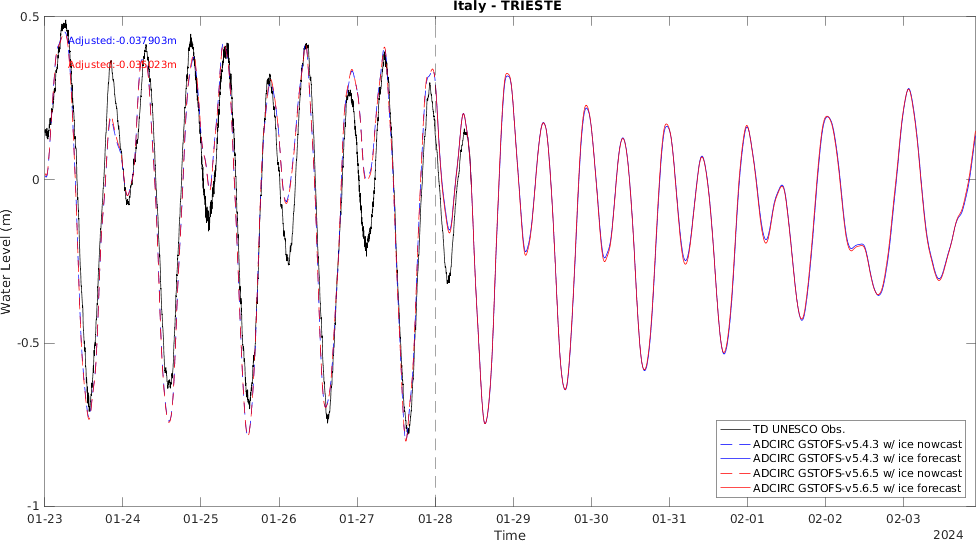 Italy - TRIESTE
0.5
Adjusted:-0.037903m
Adjusted:-0.035023m
0
Water Level (m)
-0.5
TD UNESCO Obs.
ADCIRC GSTOFS-v5.4.3 w/ ice nowcast
ADCIRC GSTOFS-v5.4.3 w/ ice forecast
ADCIRC GSTOFS-v5.6.5 w/ ice nowcast
ADCIRC GSTOFS-v5.6.5 w/ ice forecast
-1
01-23 01-24 01-25 01-26 01-27 01-28 01-29 01-30 01-31 02-01 02-02 02-03
Time
2024